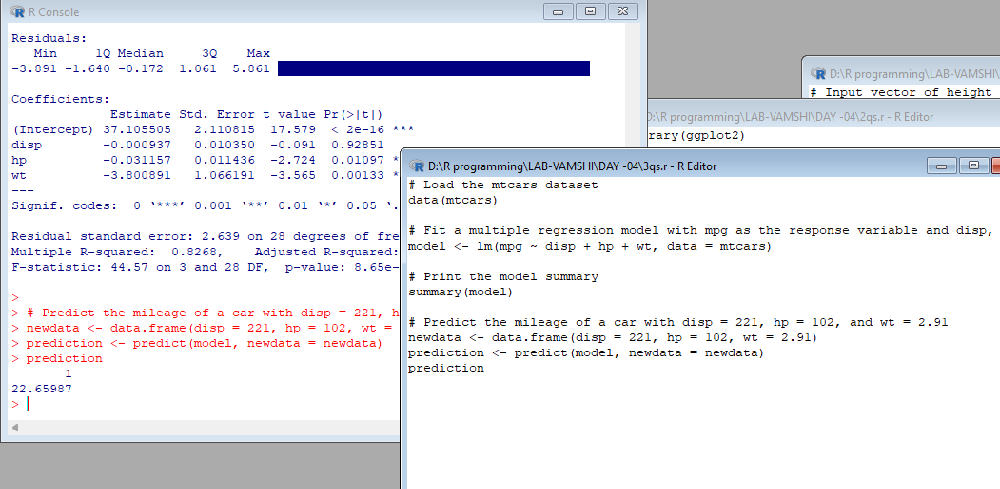 R Console
Residuals:
   Min     1Q Median     3Q    Max
-3.891 -1.640 -0.172  1.061  5.861
Coefficients:
             Estimate Std. Error t value Pr(>|t|)
(Intercept) 37.105505   2.110815  17.579  < 2e-16 ***
disp        -0.000937   0.010350  -0.091  0.92851
hp          -0.031157   0.011436  -2.724  0.01097 *
wt          -3.800891   1.066191  -3.565  0.00133 *
---
Signif. codes:  0 ‘***’ 0.001 ‘**’ 0.01 ‘*’ 0.05 ‘.
Residual standard error: 2.639 on 28 degrees of fre
Multiple R-squared:  0.8268,    Adjusted R-squared:
F-statistic: 44.57 on 3 and 28 DF,  p-value: 8.65e-
>
> # Predict the mileage of a car with disp = 221, h
> newdata <- data.frame(disp = 221, hp = 102, wt =
> prediction <- predict(model, newdata = newdata)
> prediction
       1
22.65987
>
D:\R programming\LAB-VAMSHI\
# Input vector of height
D:\R programming\LAB-VAMSHI\DAY -04\2qs.r - R Editor
rary(ggplot2)
D:\R programming\LAB-VAMSHI\DAY -04\3qs.r - R Editor
# Load the mtcars dataset
data(mtcars)
# Fit a multiple regression model with mpg as the response variable and disp,
model <- lm(mpg ~ disp + hp + wt, data = mtcars)
# Print the model summary
summary(model)
# Predict the mileage of a car with disp = 221, hp = 102, and wt = 2.91
newdata <- data.frame(disp = 221, hp = 102, wt = 2.91)
prediction <- predict(model, newdata = newdata)
prediction